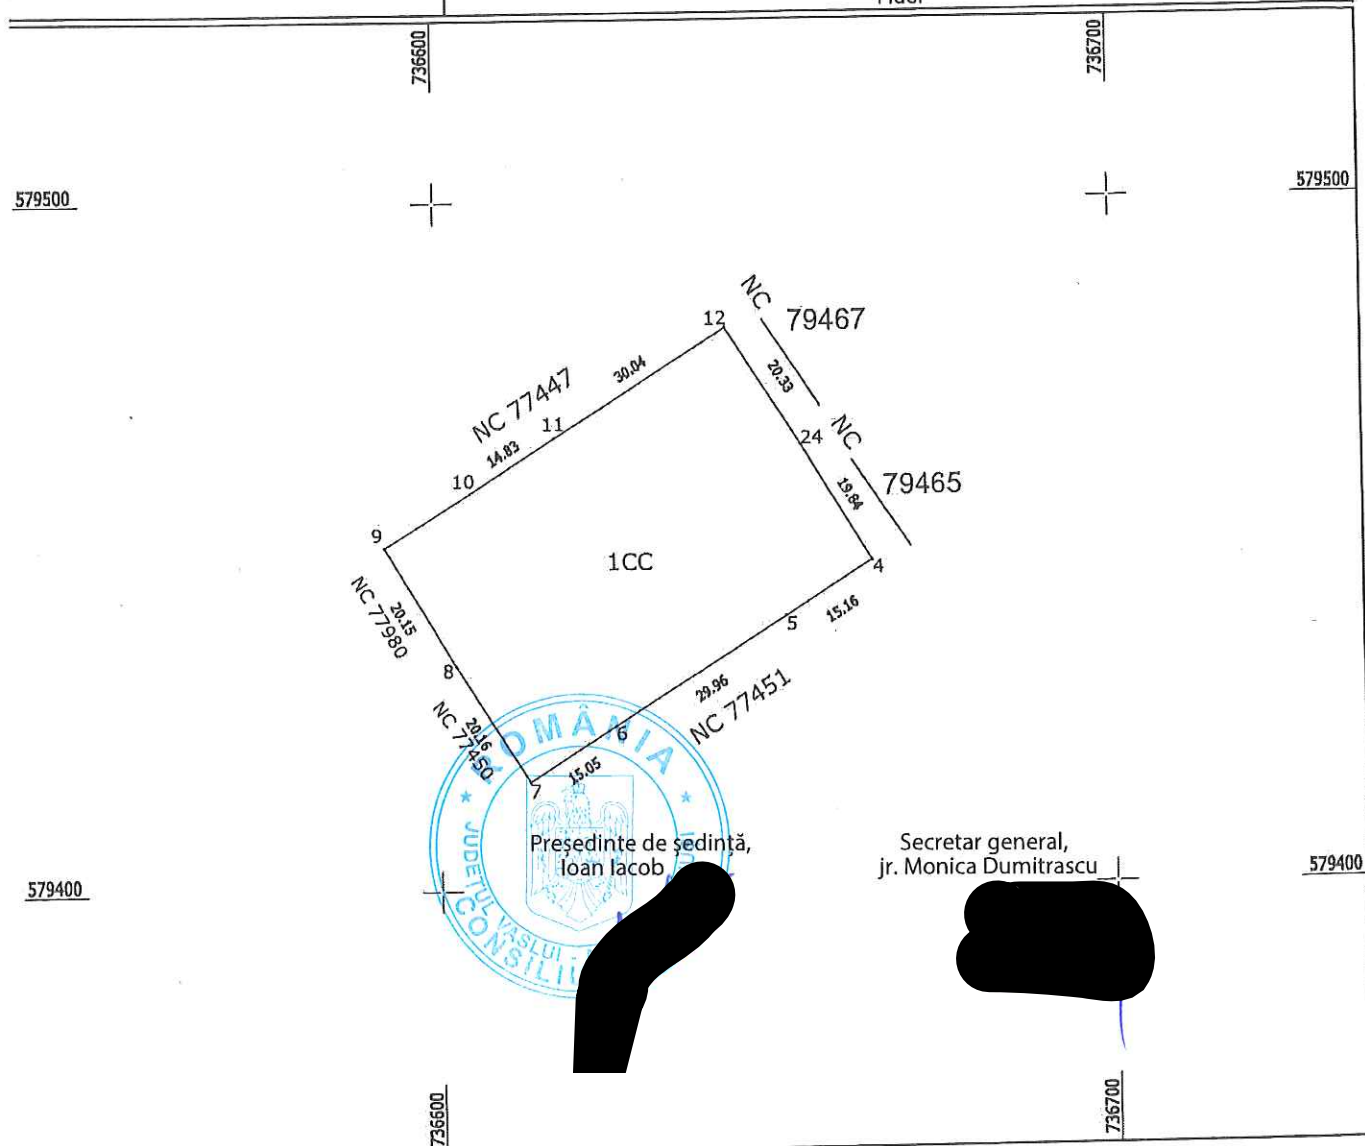 736600
736700
579500
579500
NC
79467
12
20.33
30.04
NC 77447
11
14.83
10
24
NC
79465
19.84
9
1CC
4
15.16
5
NC 77980
20.15
8
29.96
NC 77451
6
NC 77450
20.16
15.05
7
ROMÂNIA
JUDEȚUL VASLUI
CONSILIU
Președinte de ședință,
Ioan Iacob
Secretar general,
jr. Monica Dumitrascu
579400
579400
736600
736700